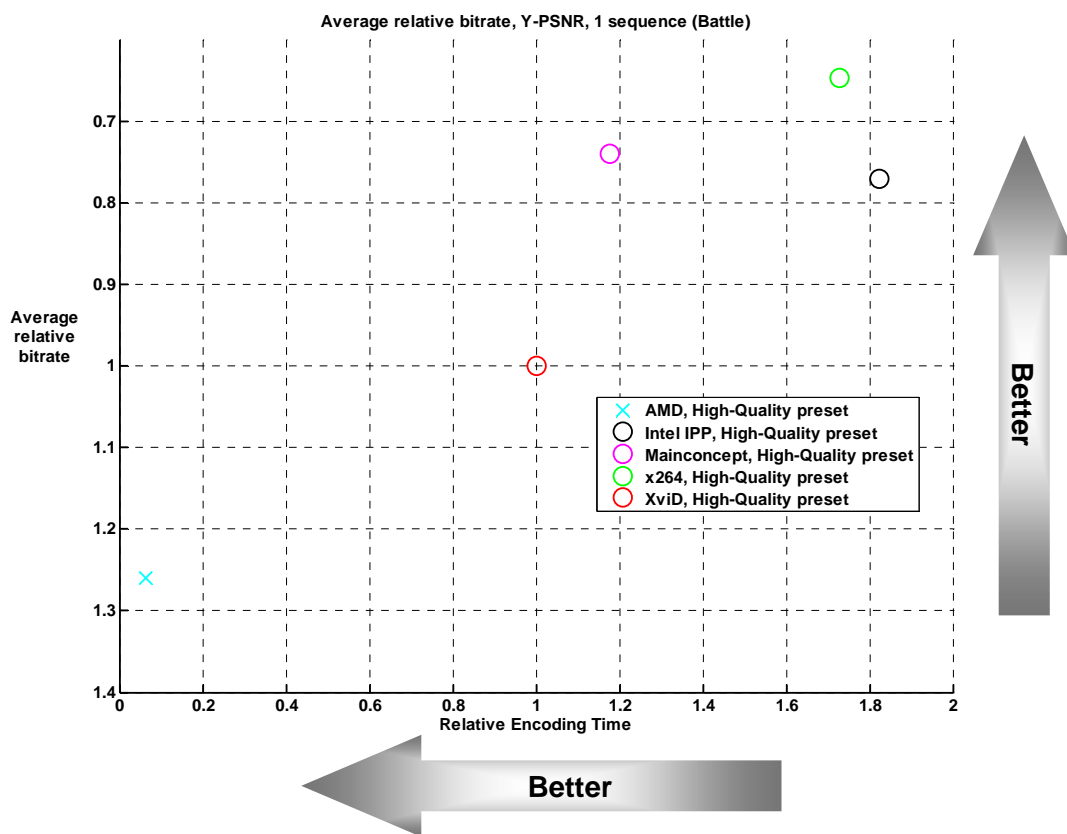 Average relative bitrate, Y-PSNR, 1 sequence (Battle)
0.7
0.8
0.9
1
1.1
1.2
1.3
1.4
Average
relative
bitrate
AMD, High-Quality preset
Intel IPP, High-Quality preset
Mainconcept, High-Quality preset
x264, High-Quality preset
XviD, High-Quality preset
0 0.2 0.4 0.6 0.8 1 1.2 1.4 1.6 1.8 2
Relative Encoding Time
Better
Better